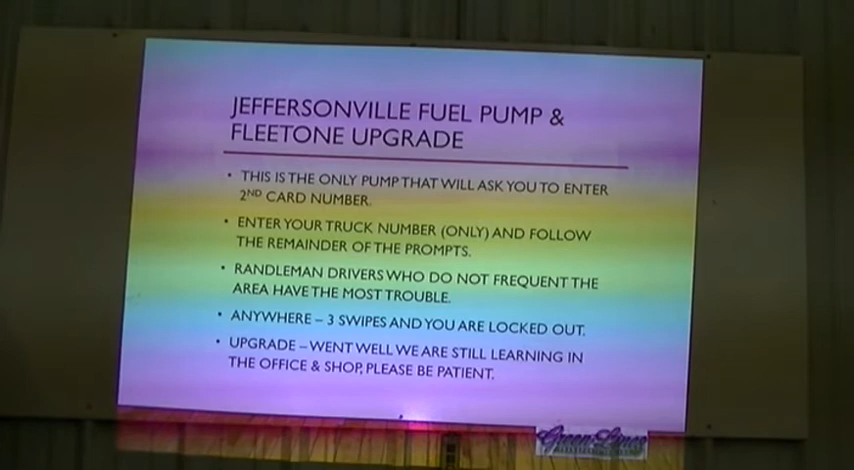 JEFFERSONVILLE FUEL PUMP &
FLEETONE UPGRADE
• THIS IS THE ONLY PUMP THAT WILL ASK YOU TO ENTER
2ND CARD NUMBER.
• ENTER YOUR TRUCK NUMBER (ONLY) AND FOLLOW
THE REMAINDER OF THE PROMPTS.
• RANDLEMAN DRIVERS WHO DO NOT FREQUENT THE
AREA HAVE THE MOST TROUBLE.
• ANYWHERE – 3 SWIPES AND YOU ARE LOCKED OUT.
• UPGRADE – WENT WELL WE ARE STILL LEARNING IN
THE OFFICE & SHOP, PLEASE BE PATIENT.
Green Lines